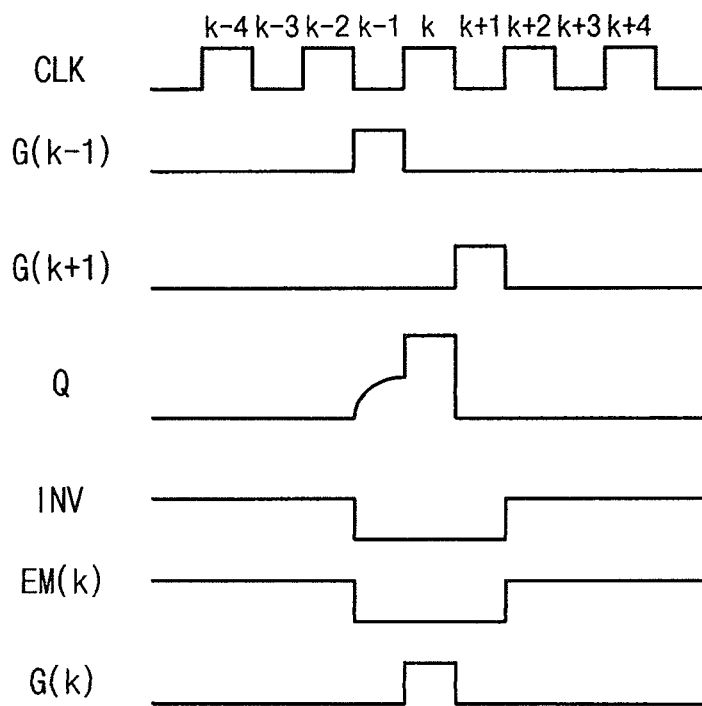 k-4 k-3 k-2 k-1 k k+1 k+2 k+3 k+4
CLK
G(k-1)
G(k+1)
Q
INV
EM(k)
G(k)